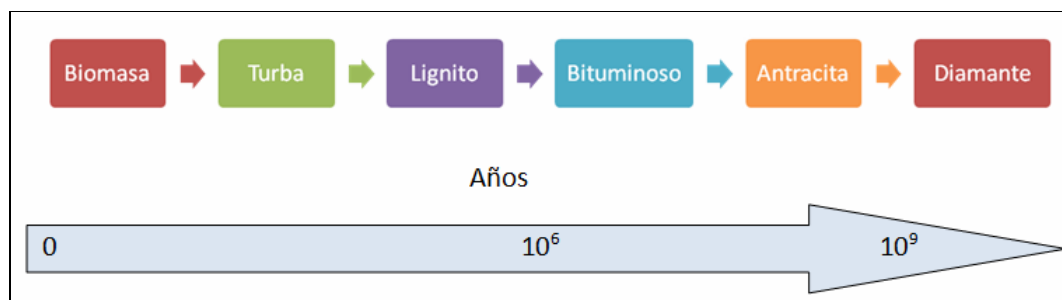 Biomasa Turba Lignito Bituminoso Antracita Diamante
Años
0 10⁶ 10⁹